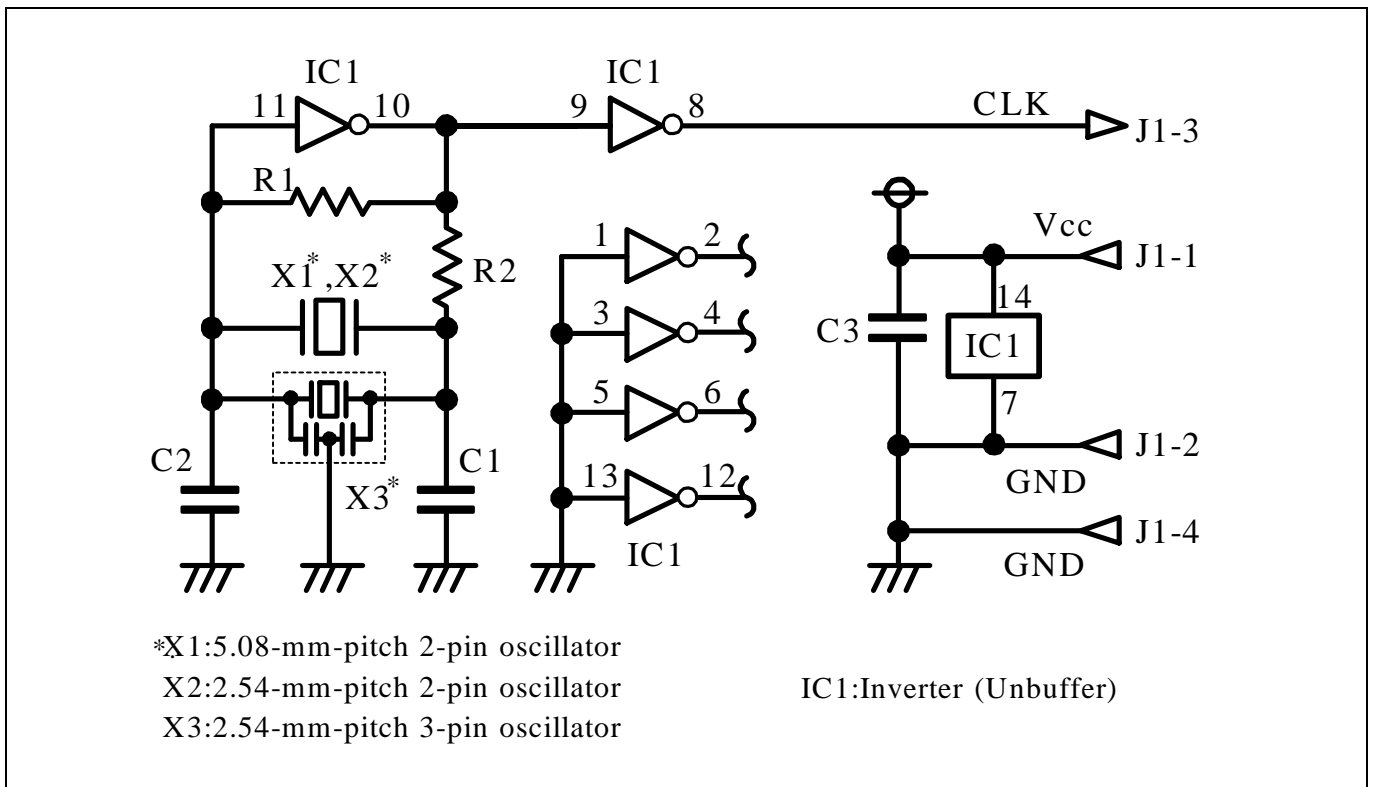 IC1 IC1
11 10 9 8 CLK J1-3
R1
1 2 Vcc J1-1
X1*,X2* R2
14
3 4 C3 IC1
5 6 7
C2 C1 J1-2
X3* 13 12 GND
J1-4
IC1 GND
*X1:5.08-mm-pitch 2-pin oscillator
X2:2.54-mm-pitch 2-pin oscillator IC1:Inverter (Unbuffer)
X3:2.54-mm-pitch 3-pin oscillator